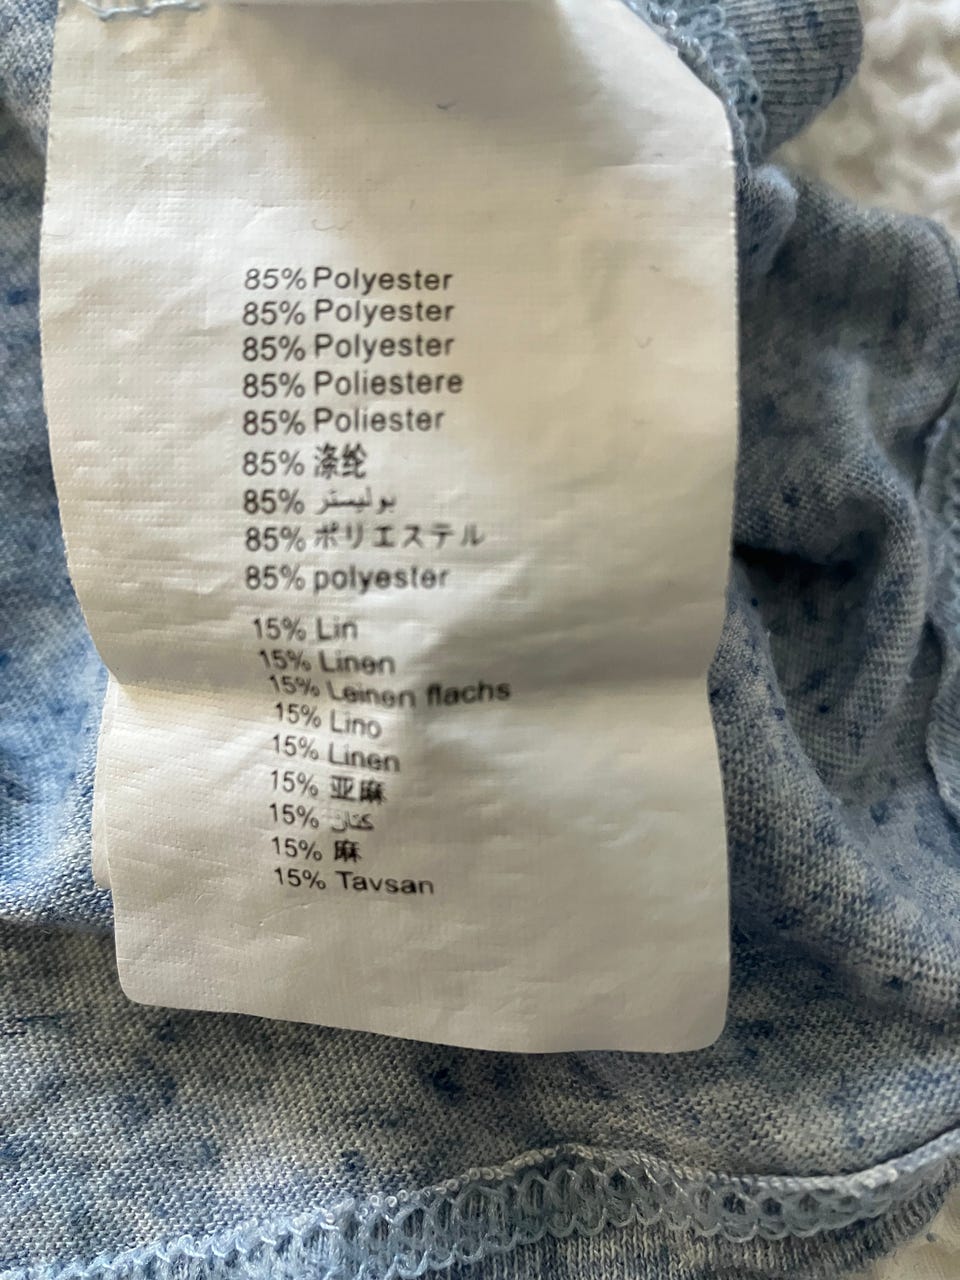 85% Polyester
85% Polyester
85% Polyester
85% Poliestere
85% Poliester
85% 涤纶
85% بوليستر
85% ポリエステル
85% polyester
15% Lin
15% Linen
15% Leinen flachs
15% Lino
15% Linen
15% 亚麻
15% كتان
15% 麻
15% Tavsan